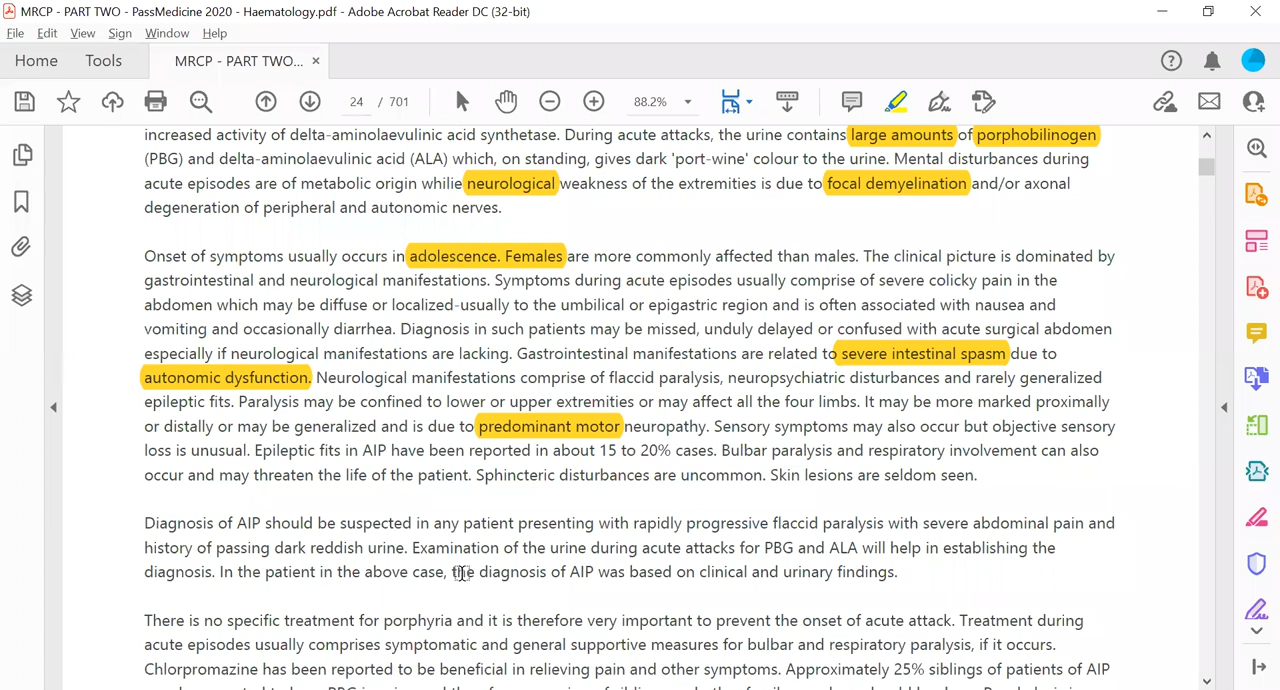 MRCP - PART TWO - PassMedicine 2020 - Haematology.pdf - Adobe Acrobat Reader DC (32-bit)
File Edit View Sign Window Help
Home Tools MRCP - PART TWO... ×
24 / 701 88.2%
increased activity of delta-aminolaevulinic acid synthetase. During acute attacks, the urine contains large amounts of porphobilinogen
(PBG) and delta-aminolaevulinic acid (ALA) which, on standing, gives dark 'port-wine' colour to the urine. Mental disturbances during
acute episodes are of metabolic origin whilie neurological weakness of the extremities is due to focal demyelination and/or axonal
degeneration of peripheral and autonomic nerves.
Onset of symptoms usually occurs in adolescence. Females are more commonly affected than males. The clinical picture is dominated by
gastrointestinal and neurological manifestations. Symptoms during acute episodes usually comprise of severe colicky pain in the
abdomen which may be diffuse or localized-usually to the umbilical or epigastric region and is often associated with nausea and
vomiting and occasionally diarrhea. Diagnosis in such patients may be missed, unduly delayed or confused with acute surgical abdomen
especially if neurological manifestations are lacking. Gastrointestinal manifestations are related to severe intestinal spasm due to
autonomic dysfunction. Neurological manifestations comprise of flaccid paralysis, neuropsychiatric disturbances and rarely generalized
epileptic fits. Paralysis may be confined to lower or upper extremities or may affect all the four limbs. It may be more marked proximally
or distally or may be generalized and is due to predominant motor neuropathy. Sensory symptoms may also occur but objective sensory
loss is unusual. Epileptic fits in AIP have been reported in about 15 to 20% cases. Bulbar paralysis and respiratory involvement can also
occur and may threaten the life of the patient. Sphincteric disturbances are uncommon. Skin lesions are seldom seen.
Diagnosis of AIP should be suspected in any patient presenting with rapidly progressive flaccid paralysis with severe abdominal pain and
history of passing dark reddish urine. Examination of the urine during acute attacks for PBG and ALA will help in establishing the
diagnosis. In the patient in the above case, the diagnosis of AIP was based on clinical and urinary findings.
There is no specific treatment for porphyria and it is therefore very important to prevent the onset of acute attack. Treatment during
acute episodes usually comprises symptomatic and general supportive measures for bulbar and respiratory paralysis, if it occurs.
Chlorpromazine has been reported to be beneficial in relieving pain and other symptoms. Approximately 25% siblings of patients of AIP